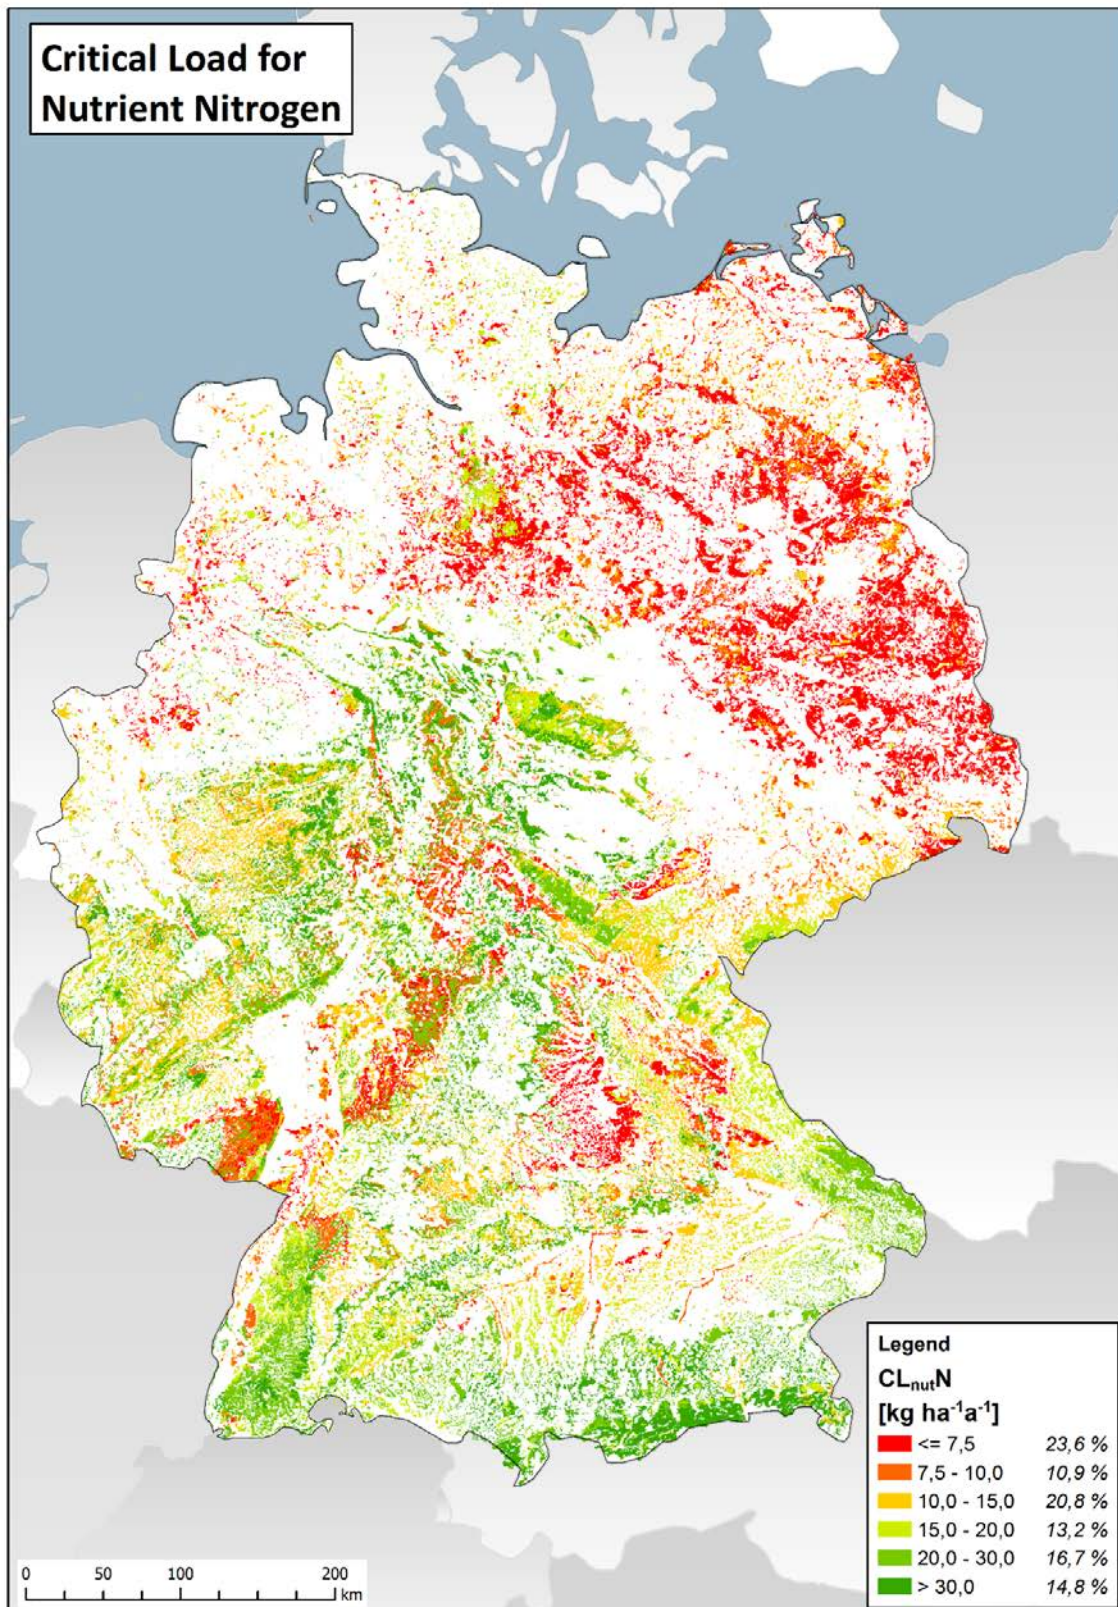 Critical Load for
Nutrient Nitrogen
Legend
CLnutN
[kg ha-1a-1]
<= 7,5 23,6 %
7,5 - 10,0 10,9 %
10,0 - 15,0 20,8 %
15,0 - 20,0 13,2 %
20,0 - 30,0 16,7 %
> 30,0 14,8 %
0 50 100 200
km